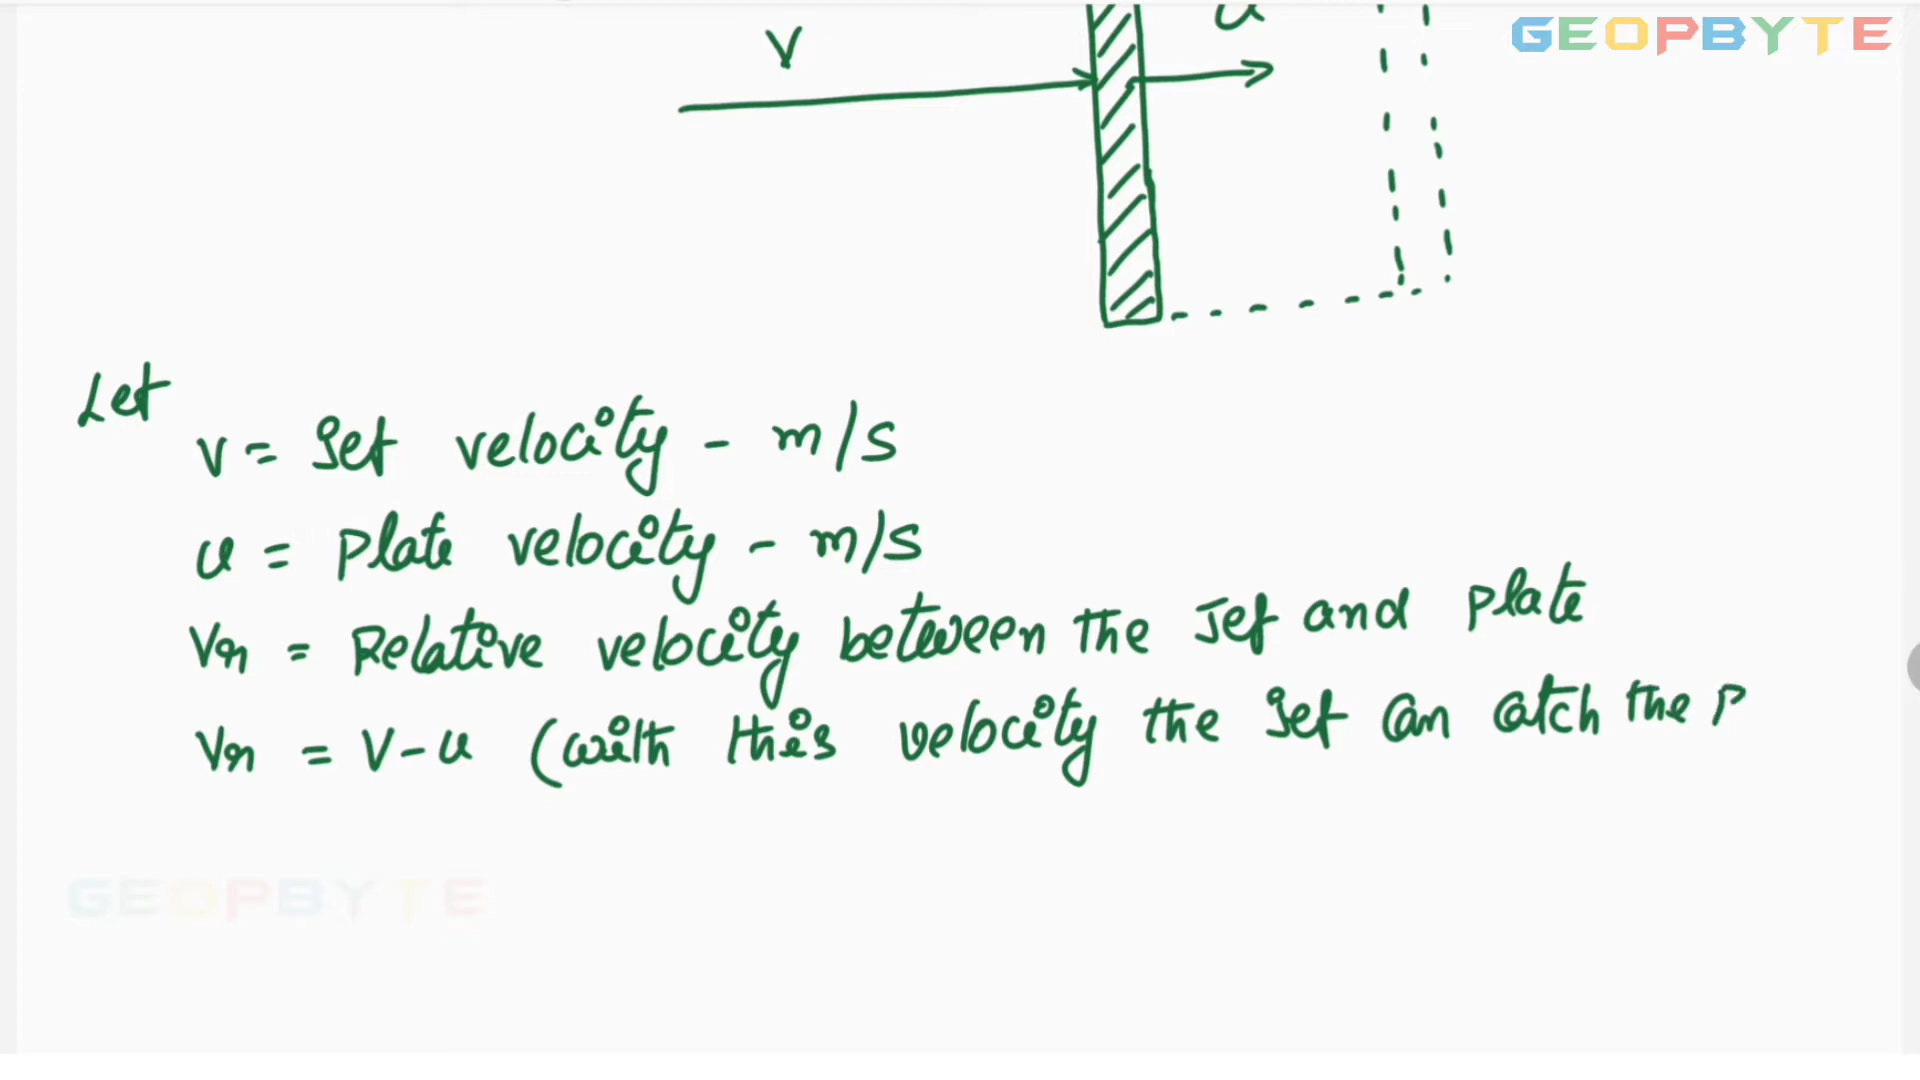 V
u
GEOPBYTE
Let
V = Jet velocity - m/s
u = plate velocity - m/s
Vr = Relative velocity between the Jet and plate
Vr = V - u (with this velocity the Jet can catch the P
GEOPBYTE